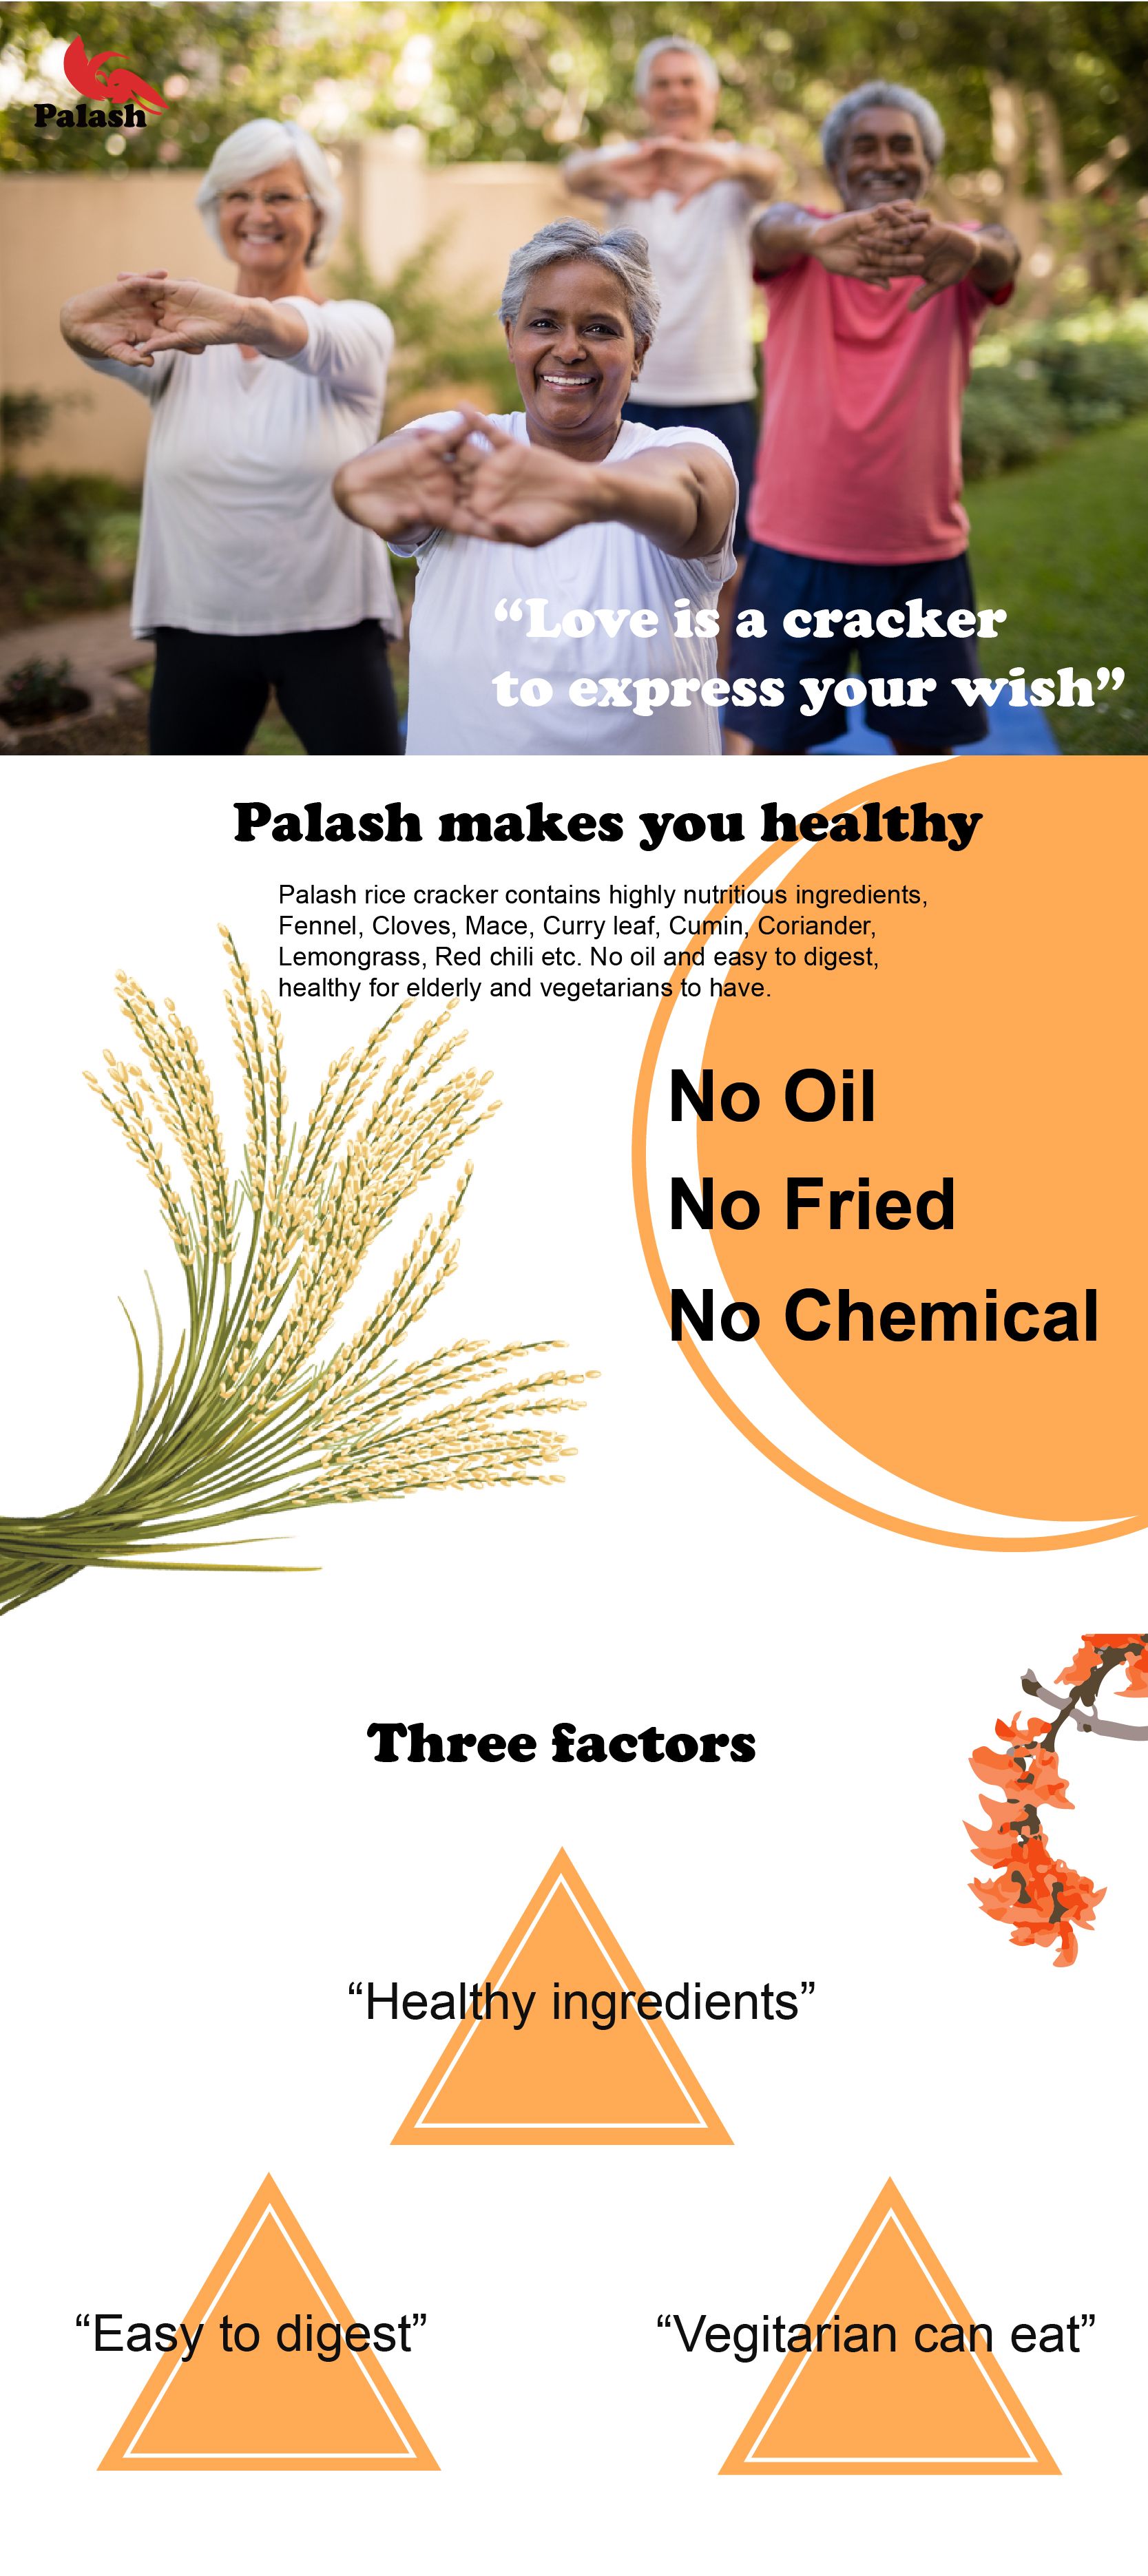 Palash
“Love is a cracker
to express your wish”
Palash makes you healthy
Palash rice cracker contains highly nutritious ingredients,
Fennel, Cloves, Mace, Curry leaf, Cumin, Coriander,
Lemongrass, Red chili etc. No oil and easy to digest,
healthy for elderly and vegetarians to have.
No Oil
No Fried
No Chemical
Three factors
“Healthy ingredients”
“Easy to digest”
“Vegitarian can eat”